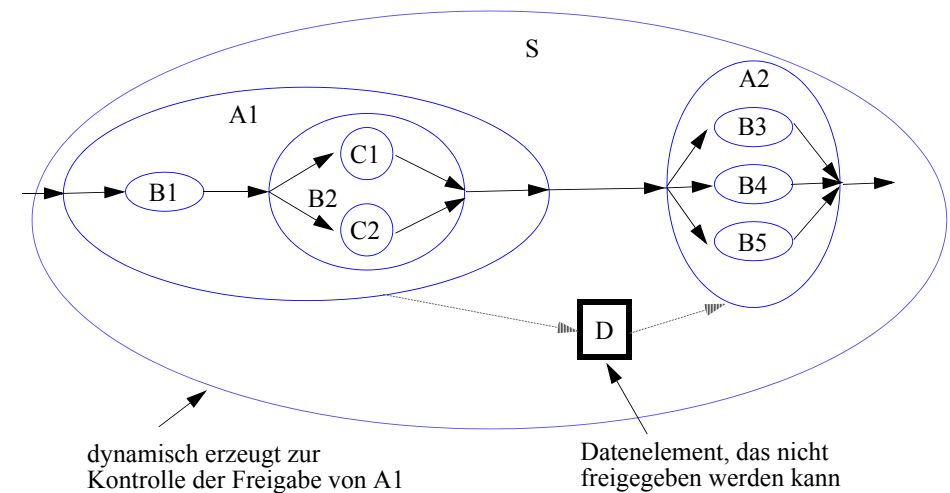 S
A1
A2
B1
B2
C1
C2
B3
B4
B5
D
dynamisch erzeugt zur
Kontrolle der Freigabe von A1
Datenelement, das nicht
freigegeben werden kann